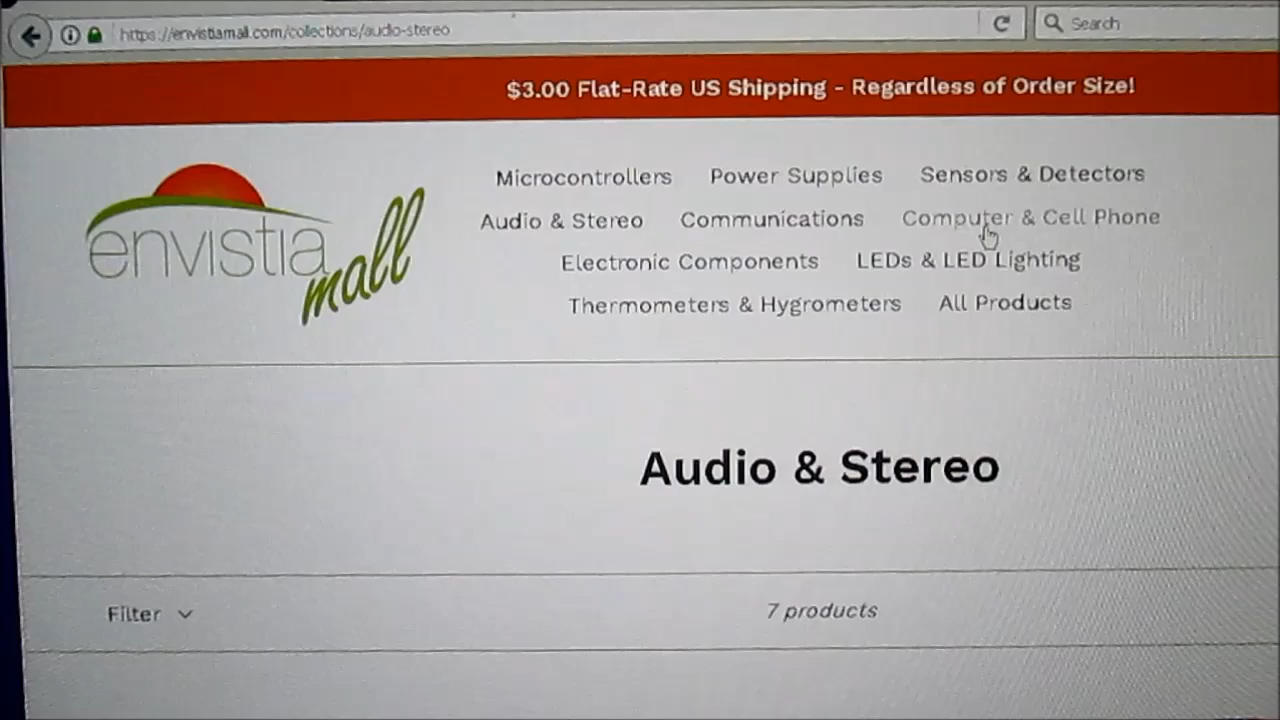 https://envistiamall.com/collections/audio-stereo
Search
$3.00 Flat-Rate US Shipping - Regardless of Order Size!
envistia
mall
Microcontrollers Power Supplies Sensors & Detectors
Audio & Stereo Communications Computer & Cell Phone
Electronic Components LEDs & LED Lighting
Thermometers & Hygrometers All Products
Audio & Stereo
Filter
7 products